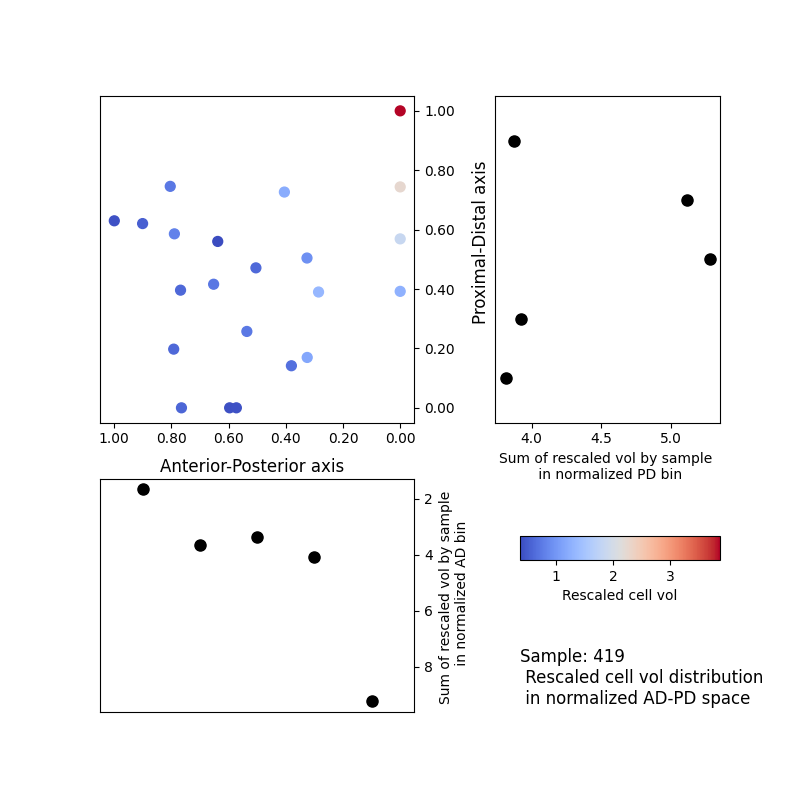 1.00
0.80
0.60
0.40
0.20
0.00
Proximal-Distal axis
1.00 0.80 0.60 0.40 0.20 0.00
Anterior-Posterior axis
4.0 4.5 5.0
Sum of rescaled vol by sample
in normalized PD bin
2
4
6
8
Sum of rescaled vol by sample
in normalized AD bin
1 2 3
Rescaled cell vol
Sample: 419
Rescaled cell vol distribution
in normalized AD-PD space